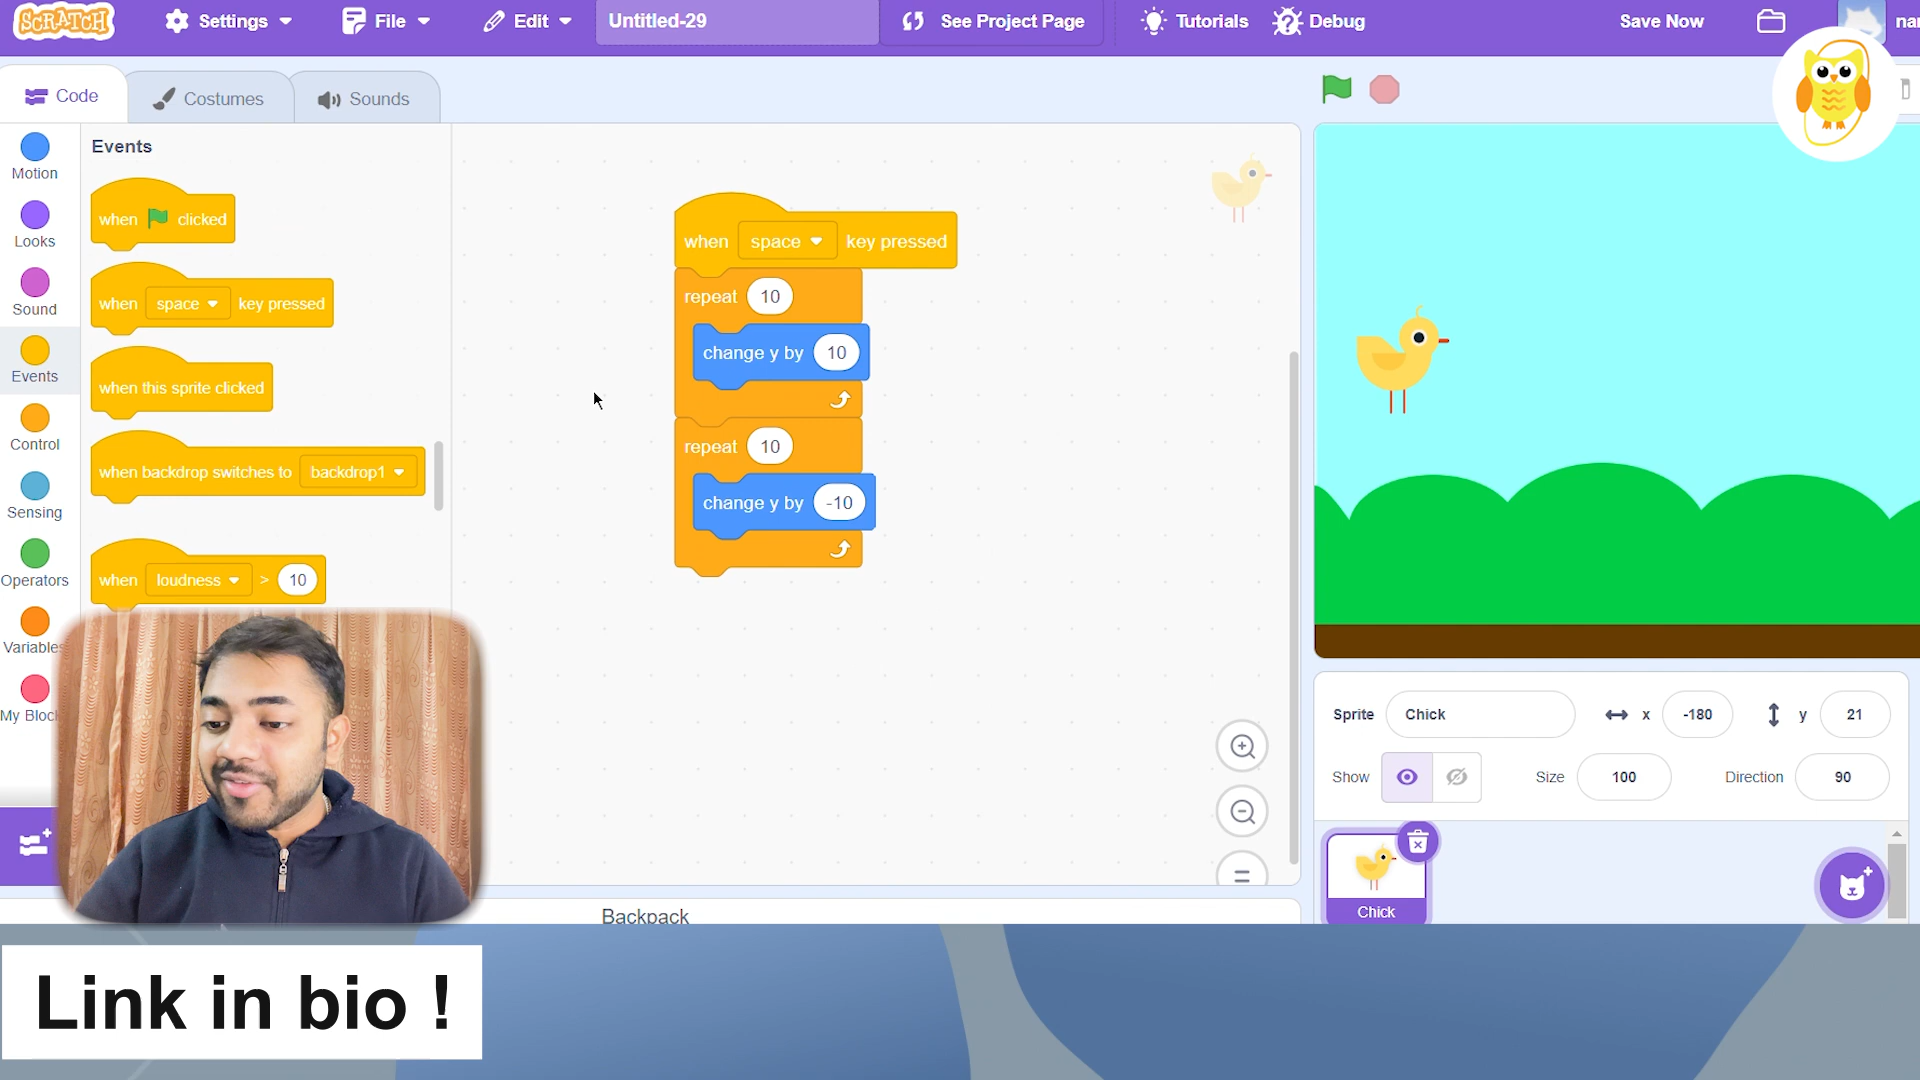 SCRATCH
Settings
File
Edit
Untitled-29
See Project Page
Tutorials
Debug
Save Now
Code
Costumes
Sounds
Motion
Looks
Sound
Events
Control
Sensing
Operators
Variables
My Bloc
Events
when clicked
when space key pressed
when this sprite clicked
when backdrop switches to backdrop1
when loudness > 10
when space key pressed
repeat 10
change y by 10
repeat 10
change y by -10
Backpack
Sprite Chick x -180 y 21
Show Size 100 Direction 90
Chick
Link in bio !